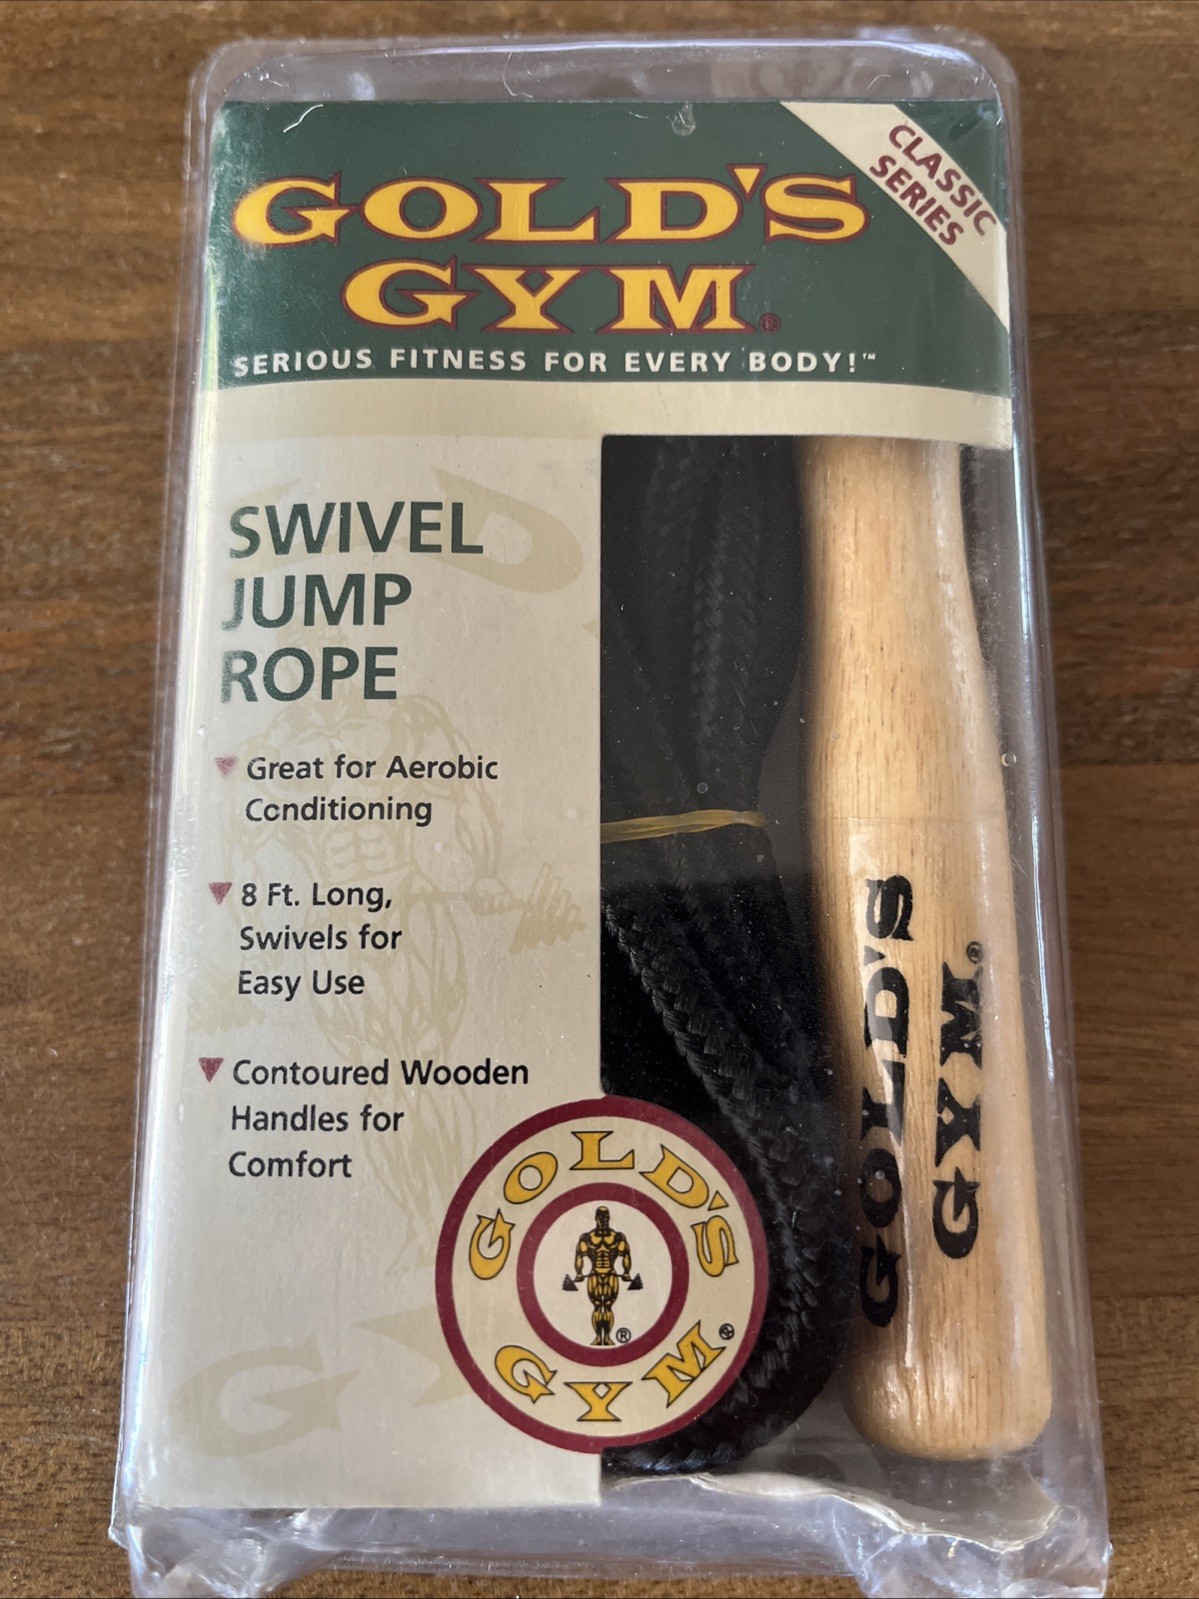 CLASSIC
SERIES
GOLD'S
GYM®
SERIOUS FITNESS FOR EVERY BODY!™
SWIVEL
JUMP
ROPE
Great for Aerobic
Conditioning
8 Ft. Long,
Swivels for
Easy Use
Contoured Wooden
Handles for
Comfort
GOLD'S
GYM®
®
GOLD'S
GYM®